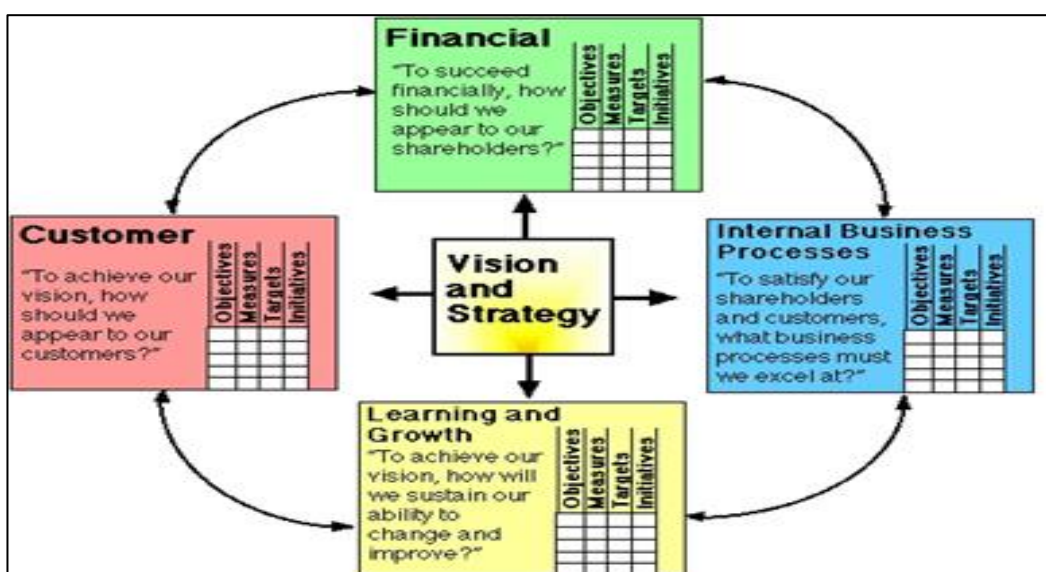 Financial
"To succeed
financially, how
should we
appear to our
shareholders?"
Objectives
Measures
Targets
Initiatives
Customer
"To achieve our
vision, how
should we
appear to our
customers?"
Objectives
Measures
Targets
Initiatives
Vision
and
Strategy
Internal Business
Processes
"To satisfy our
shareholders
and customers,
what business
processes must
we excel at?"
Objectives
Measures
Targets
Initiatives
Learning and
Growth
"To achieve our
vision, how will
we sustain our
ability to
change and
improve?"
Objectives
Measures
Targets
Initiatives